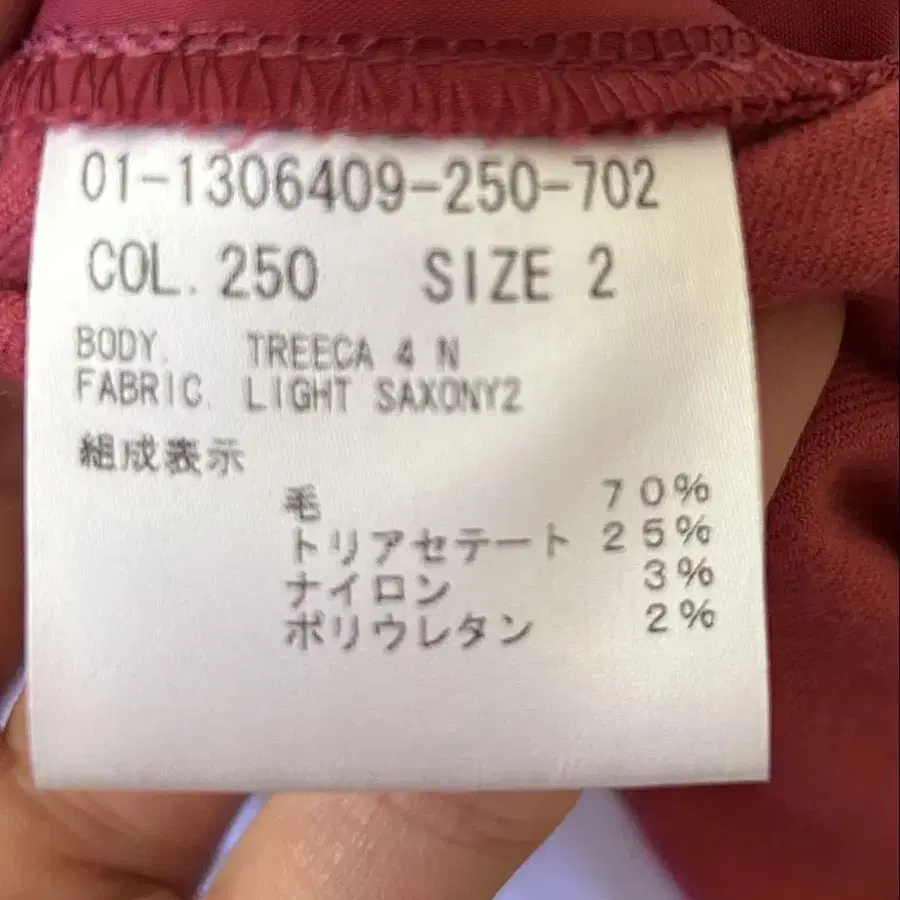 01-1306409-250-702
COL. 250 SIZE 2
BODY. TREECA 4 N
FABRIC. LIGHT SAXONY2
組成表示
毛 70%
トリアセテート 25%
ナイロン 3%
ポリウレタン 2%